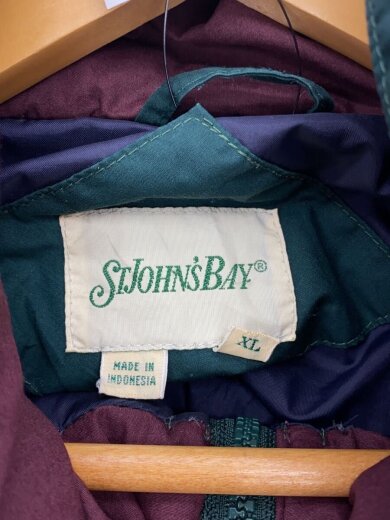 ST. JOHN'S BAY®
XL
MADE IN
INDONESIA